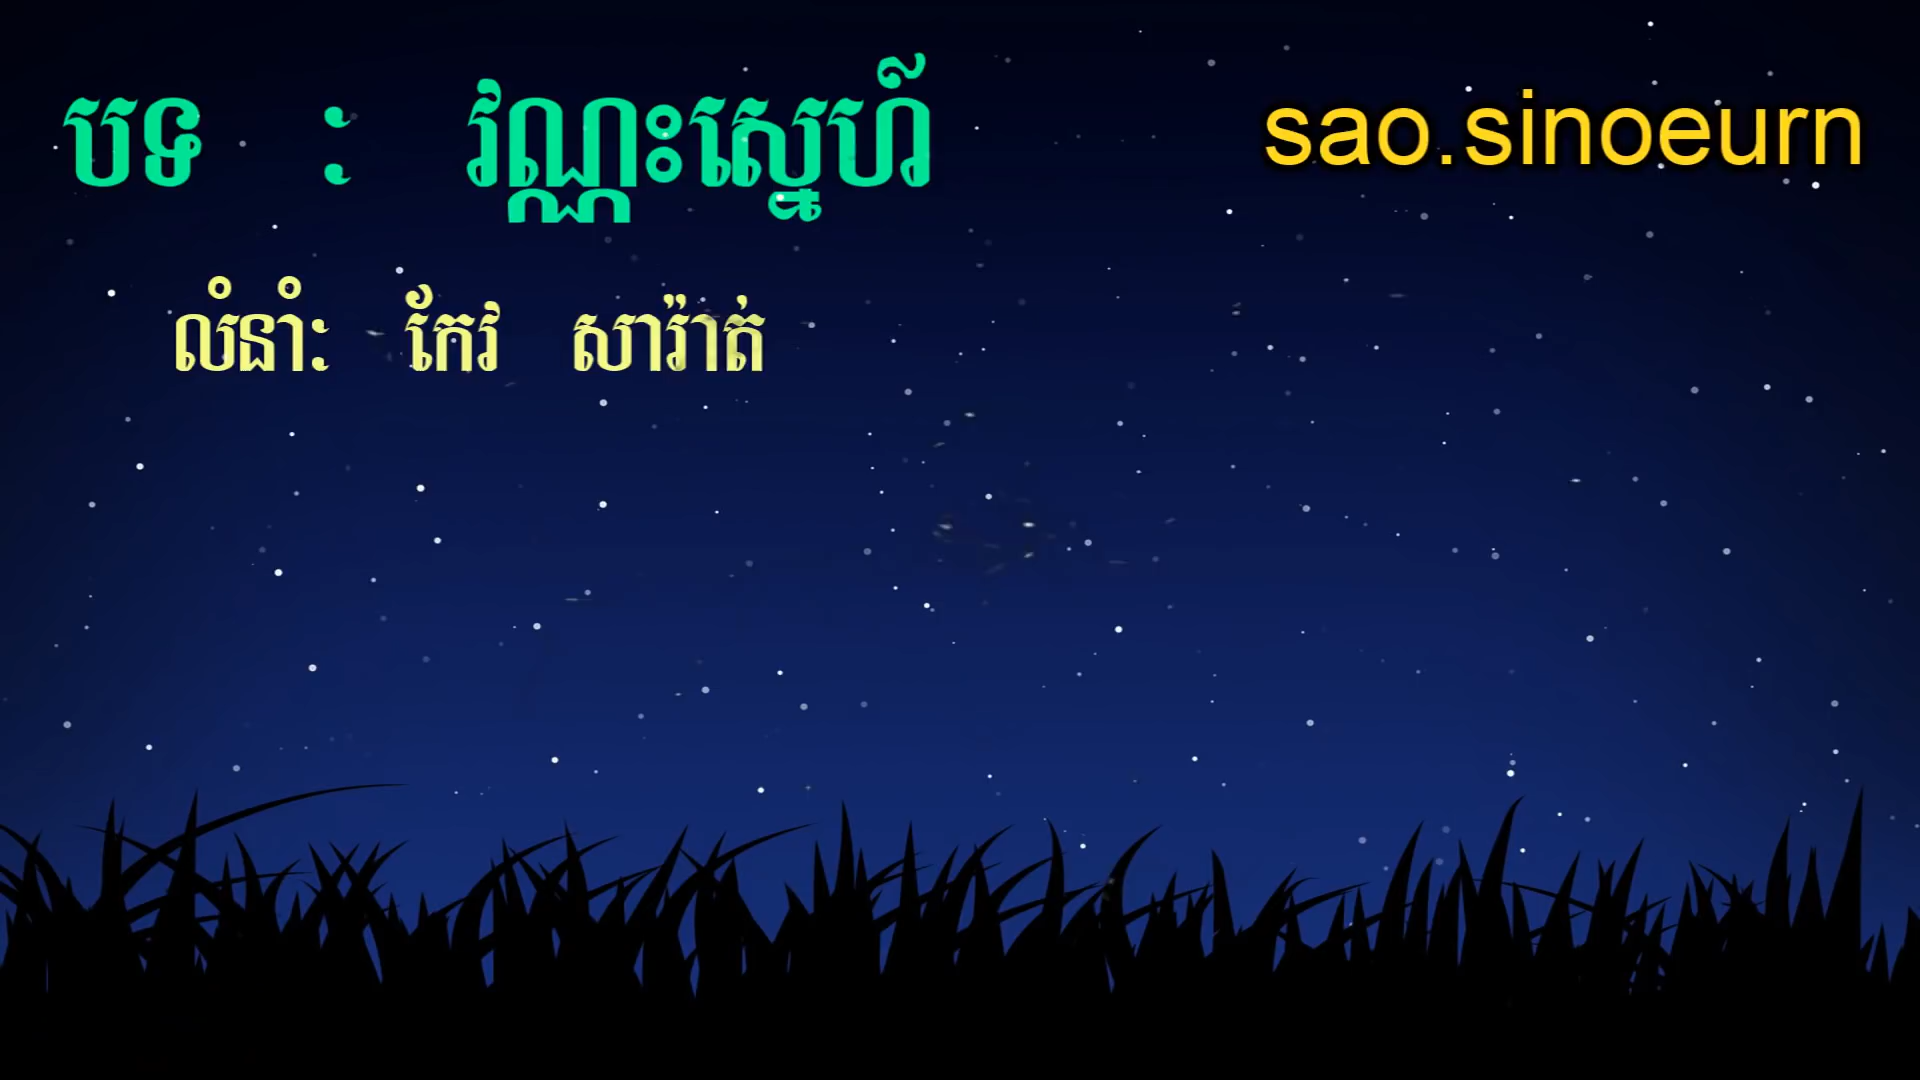 បទ : វណ្ណះស្នេហ៍
sao.sinoeurn
លំនាំ: កែវ សារ៉ាត់